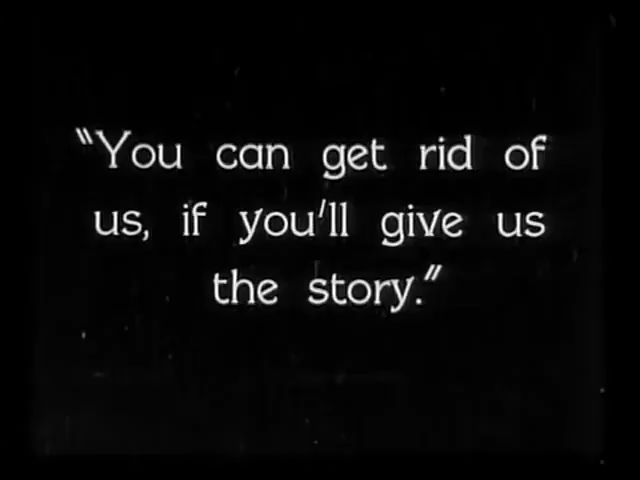 "You can get rid of
us, if you'll give us
the story."